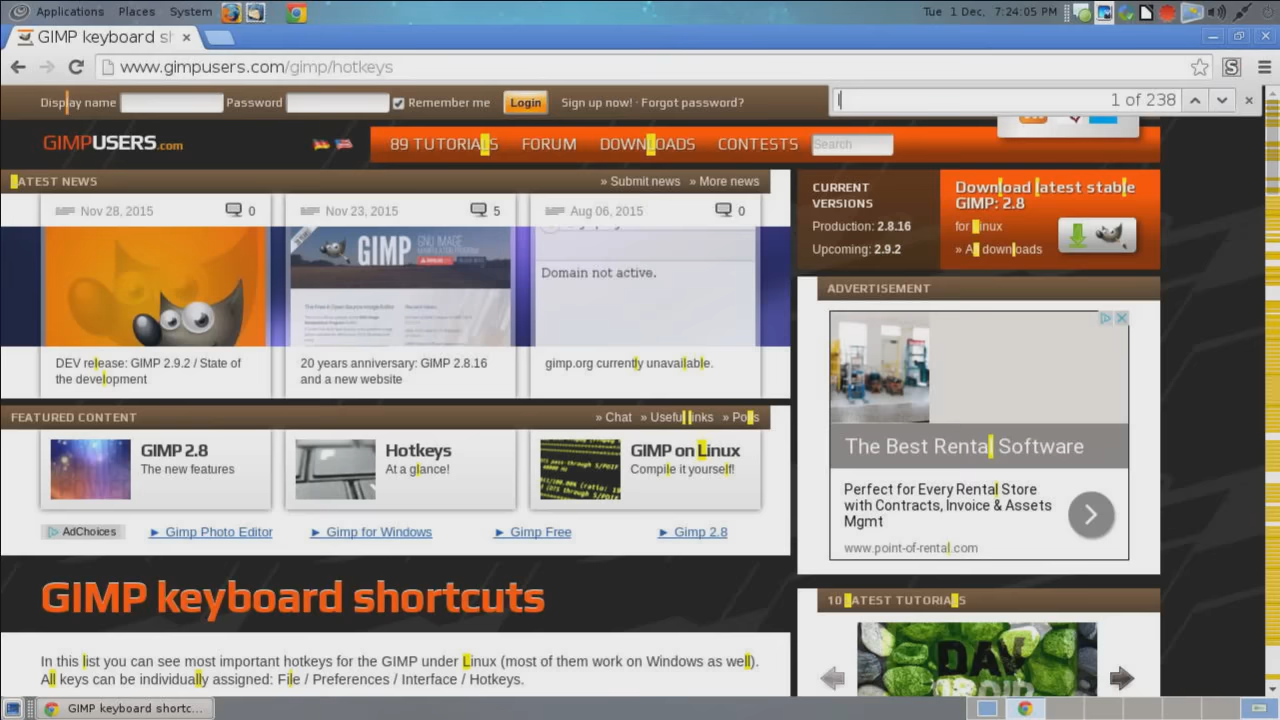 Applications Places System Tue 1 Dec, 7:24:05 PM
GIMP keyboard sh
www.gimpusers.com/gimp/hotkeys
Display name Password Remember me Login Sign up now! · Forgot password?
l 1 of 238
GIMPUSERS.com
89 TUTORIALS FORUM DOWNLOADS CONTESTS Search
LATEST NEWS » Submit news » More news
Nov 28, 2015 0
Nov 23, 2015 5
Aug 06, 2015 0
GIMP GNU IMAGE
Domain not active.
DEV release: GIMP 2.9.2 / State of
the development
20 years anniversary: GIMP 2.8.16
and a new website
gimp.org currently unavailable.
CURRENT
VERSIONS
Production: 2.8.16
Upcoming: 2.9.2
Download latest stable
GIMP: 2.8
for Linux
» All downloads
ADVERTISEMENT
The Best Rental Software
Perfect for Every Rental Store
with Contracts, Invoice & Assets
Mgmt
www.point-of-rental.com
FEATURED CONTENT » Chat » Useful links » Polls
GIMP 2.8
The new features
Hotkeys
At a glance!
GIMP on Linux
Compile it yourself!
AdChoices ► Gimp Photo Editor ► Gimp for Windows ► Gimp Free ► Gimp 2.8
GIMP keyboard shortcuts
In this list you can see most important hotkeys for the GIMP under Linux (most of them work on Windows as well).
All keys can be individually assigned: File / Preferences / Interface / Hotkeys.
10 LATEST TUTORIALS
DAV
GIMP keyboard shortc...